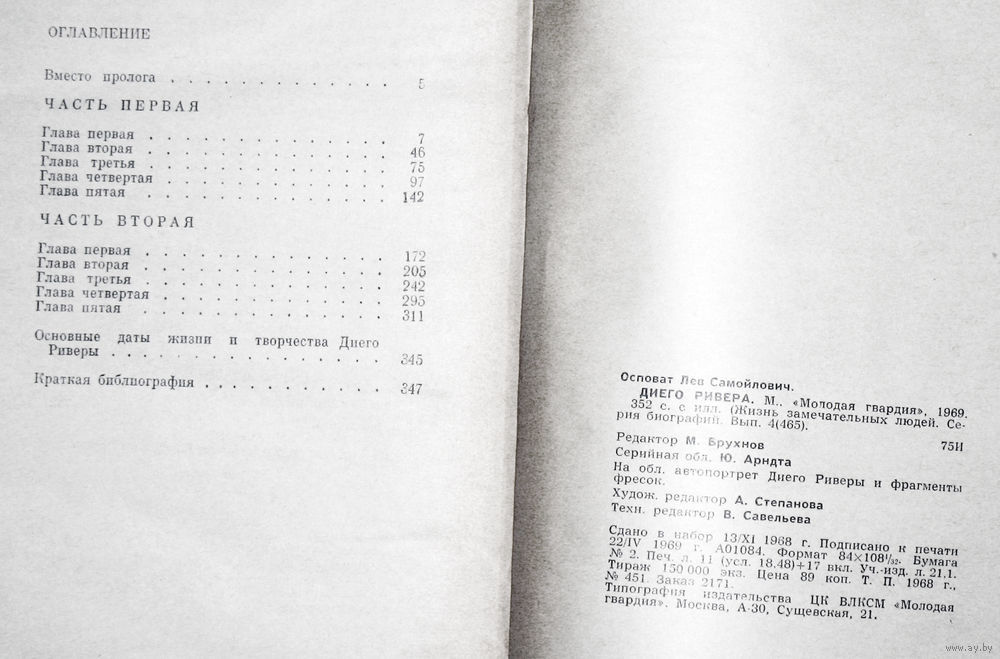 ОГЛАВЛЕНИЕ
Вместо пролога . . . . . . . . . . . . . 5
ЧАСТЬ ПЕРВАЯ
Глава первая . . . . . . . . . . . . . 7
Глава вторая . . . . . . . . . . . . . 46
Глава третья . . . . . . . . . . . . . 75
Глава четвертая . . . . . . . . . . . . 97
Глава пятая . . . . . . . . . . . . . 142
ЧАСТЬ ВТОРАЯ
Глава первая . . . . . . . . . . . . . 172
Глава вторая . . . . . . . . . . . . . 205
Глава третья . . . . . . . . . . . . . 242
Глава четвертая . . . . . . . . . . . . 295
Глава пятая . . . . . . . . . . . . . 311
Основные даты жизни и творчества Диего
Риверы . . . . . . . . . . . . . . . 345
Краткая библиография . . . . . . . . . . 347
Осповат Лев Самойлович.
ДИЕГО РИВЕРА. М., «Молодая гвардия», 1969.
352 с. с илл. (Жизнь замечательных людей. Се-
рия биографий. Вып. 4(465).
75И
Редактор М. Брухнов
Серийная обл. Ю. Арндта
На обл. автопортрет Диего Риверы и фрагменты
фресок.
Худож. редактор А. Степанова
Техн. редактор В. Савельева
Сдано в набор 13/XI 1968 г. Подписано к печати
22/IV 1969 г. А01084. Формат 84×108¹/₃₂. Бумага
№ 2. Печ. л. 11 (усл. 18.48)+17 вкл. Уч.-изд. л. 21.1.
Тираж 150 000 экз. Цена 89 коп. Т. П. 1968 г.,
№ 451. Заказ 2171.
Типография издательства ЦК ВЛКСМ «Молодая
гвардия». Москва, А-30, Сущевская, 21.
www.ay.by